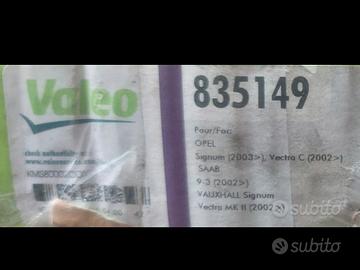 Valeo
835149
Pour/For:
OPEL
Signum (2003>), Vectra C (2002>)
SAAB
9-3 (2002>)
VAUXHALL Signum
Vectra MK II (2002>)
subito
subito